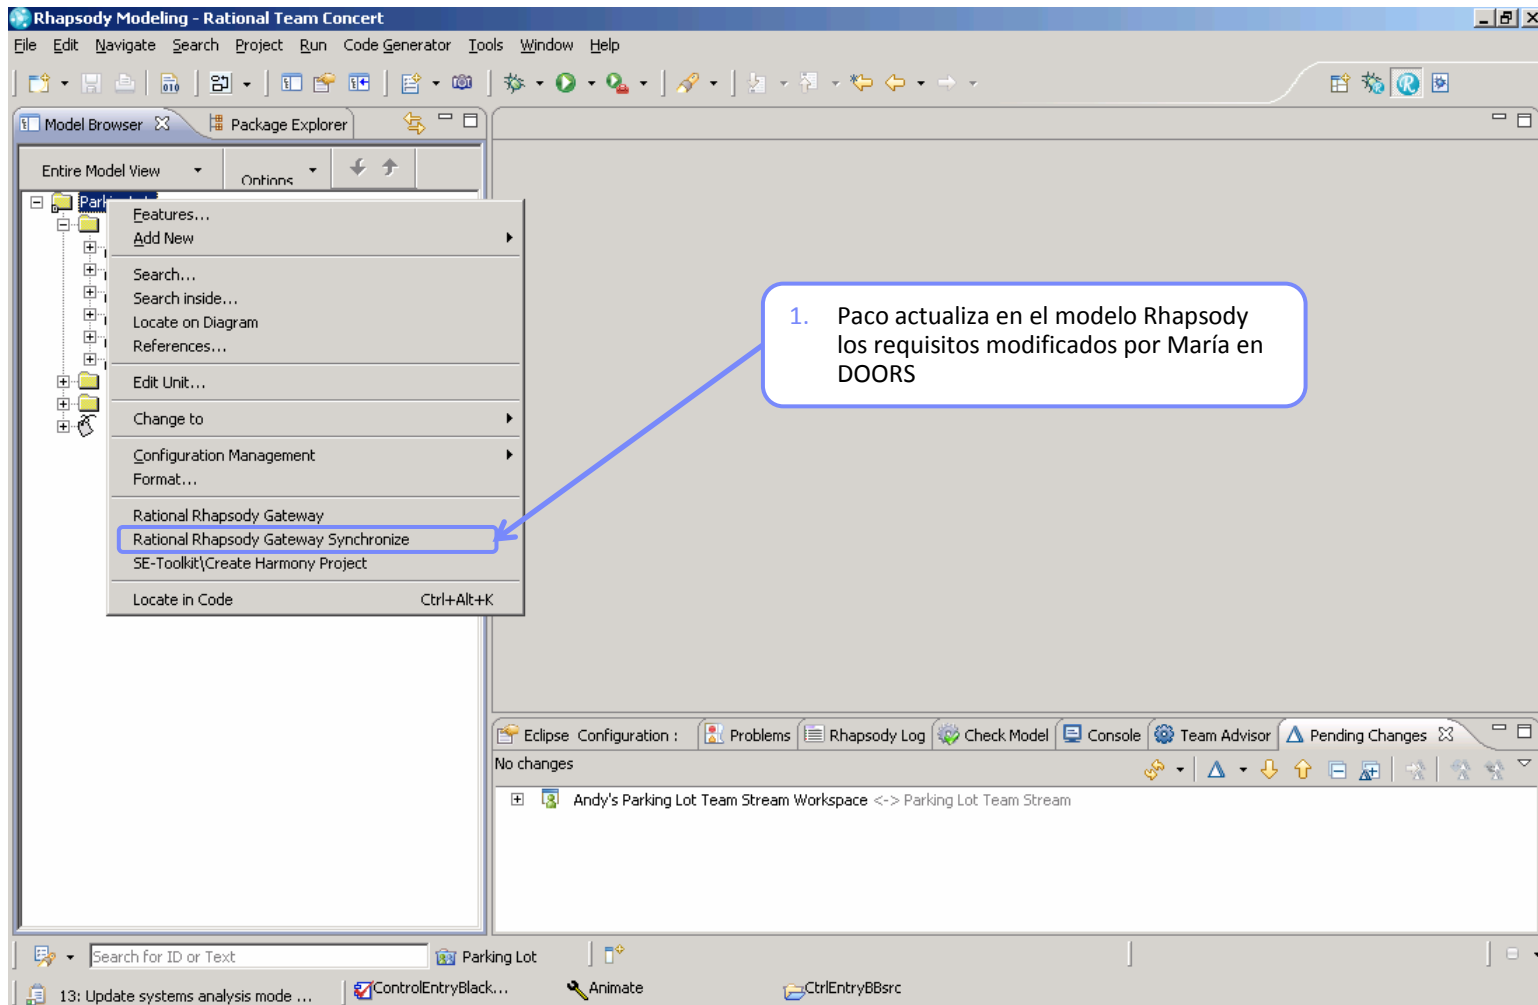 Rhapsody Modeling - Rational Team Concert
File Edit Navigate Search Project Run Code Generator Tools Window Help
Model Browser Package Explorer
Entire Model View Options
Features...
Add New
Search...
Search inside...
Locate on Diagram
References...
Edit Unit...
Change to
Configuration Management
Format...
Rational Rhapsody Gateway
Rational Rhapsody Gateway Synchronize
SE-Toolkit\Create Harmony Project
Locate in Code Ctrl+Alt+K
1. Paco actualiza en el modelo Rhapsody
los requisitos modificados por María en
DOORS
Eclipse Configuration : Problems Rhapsody Log Check Model Console Team Advisor Pending Changes
No changes
Andy's Parking Lot Team Stream Workspace <-> Parking Lot Team Stream
Search for ID or Text Parking Lot
13: Update systems analysis mode ... ControlEntryBlack... Animate CtrlEntryBBsrc